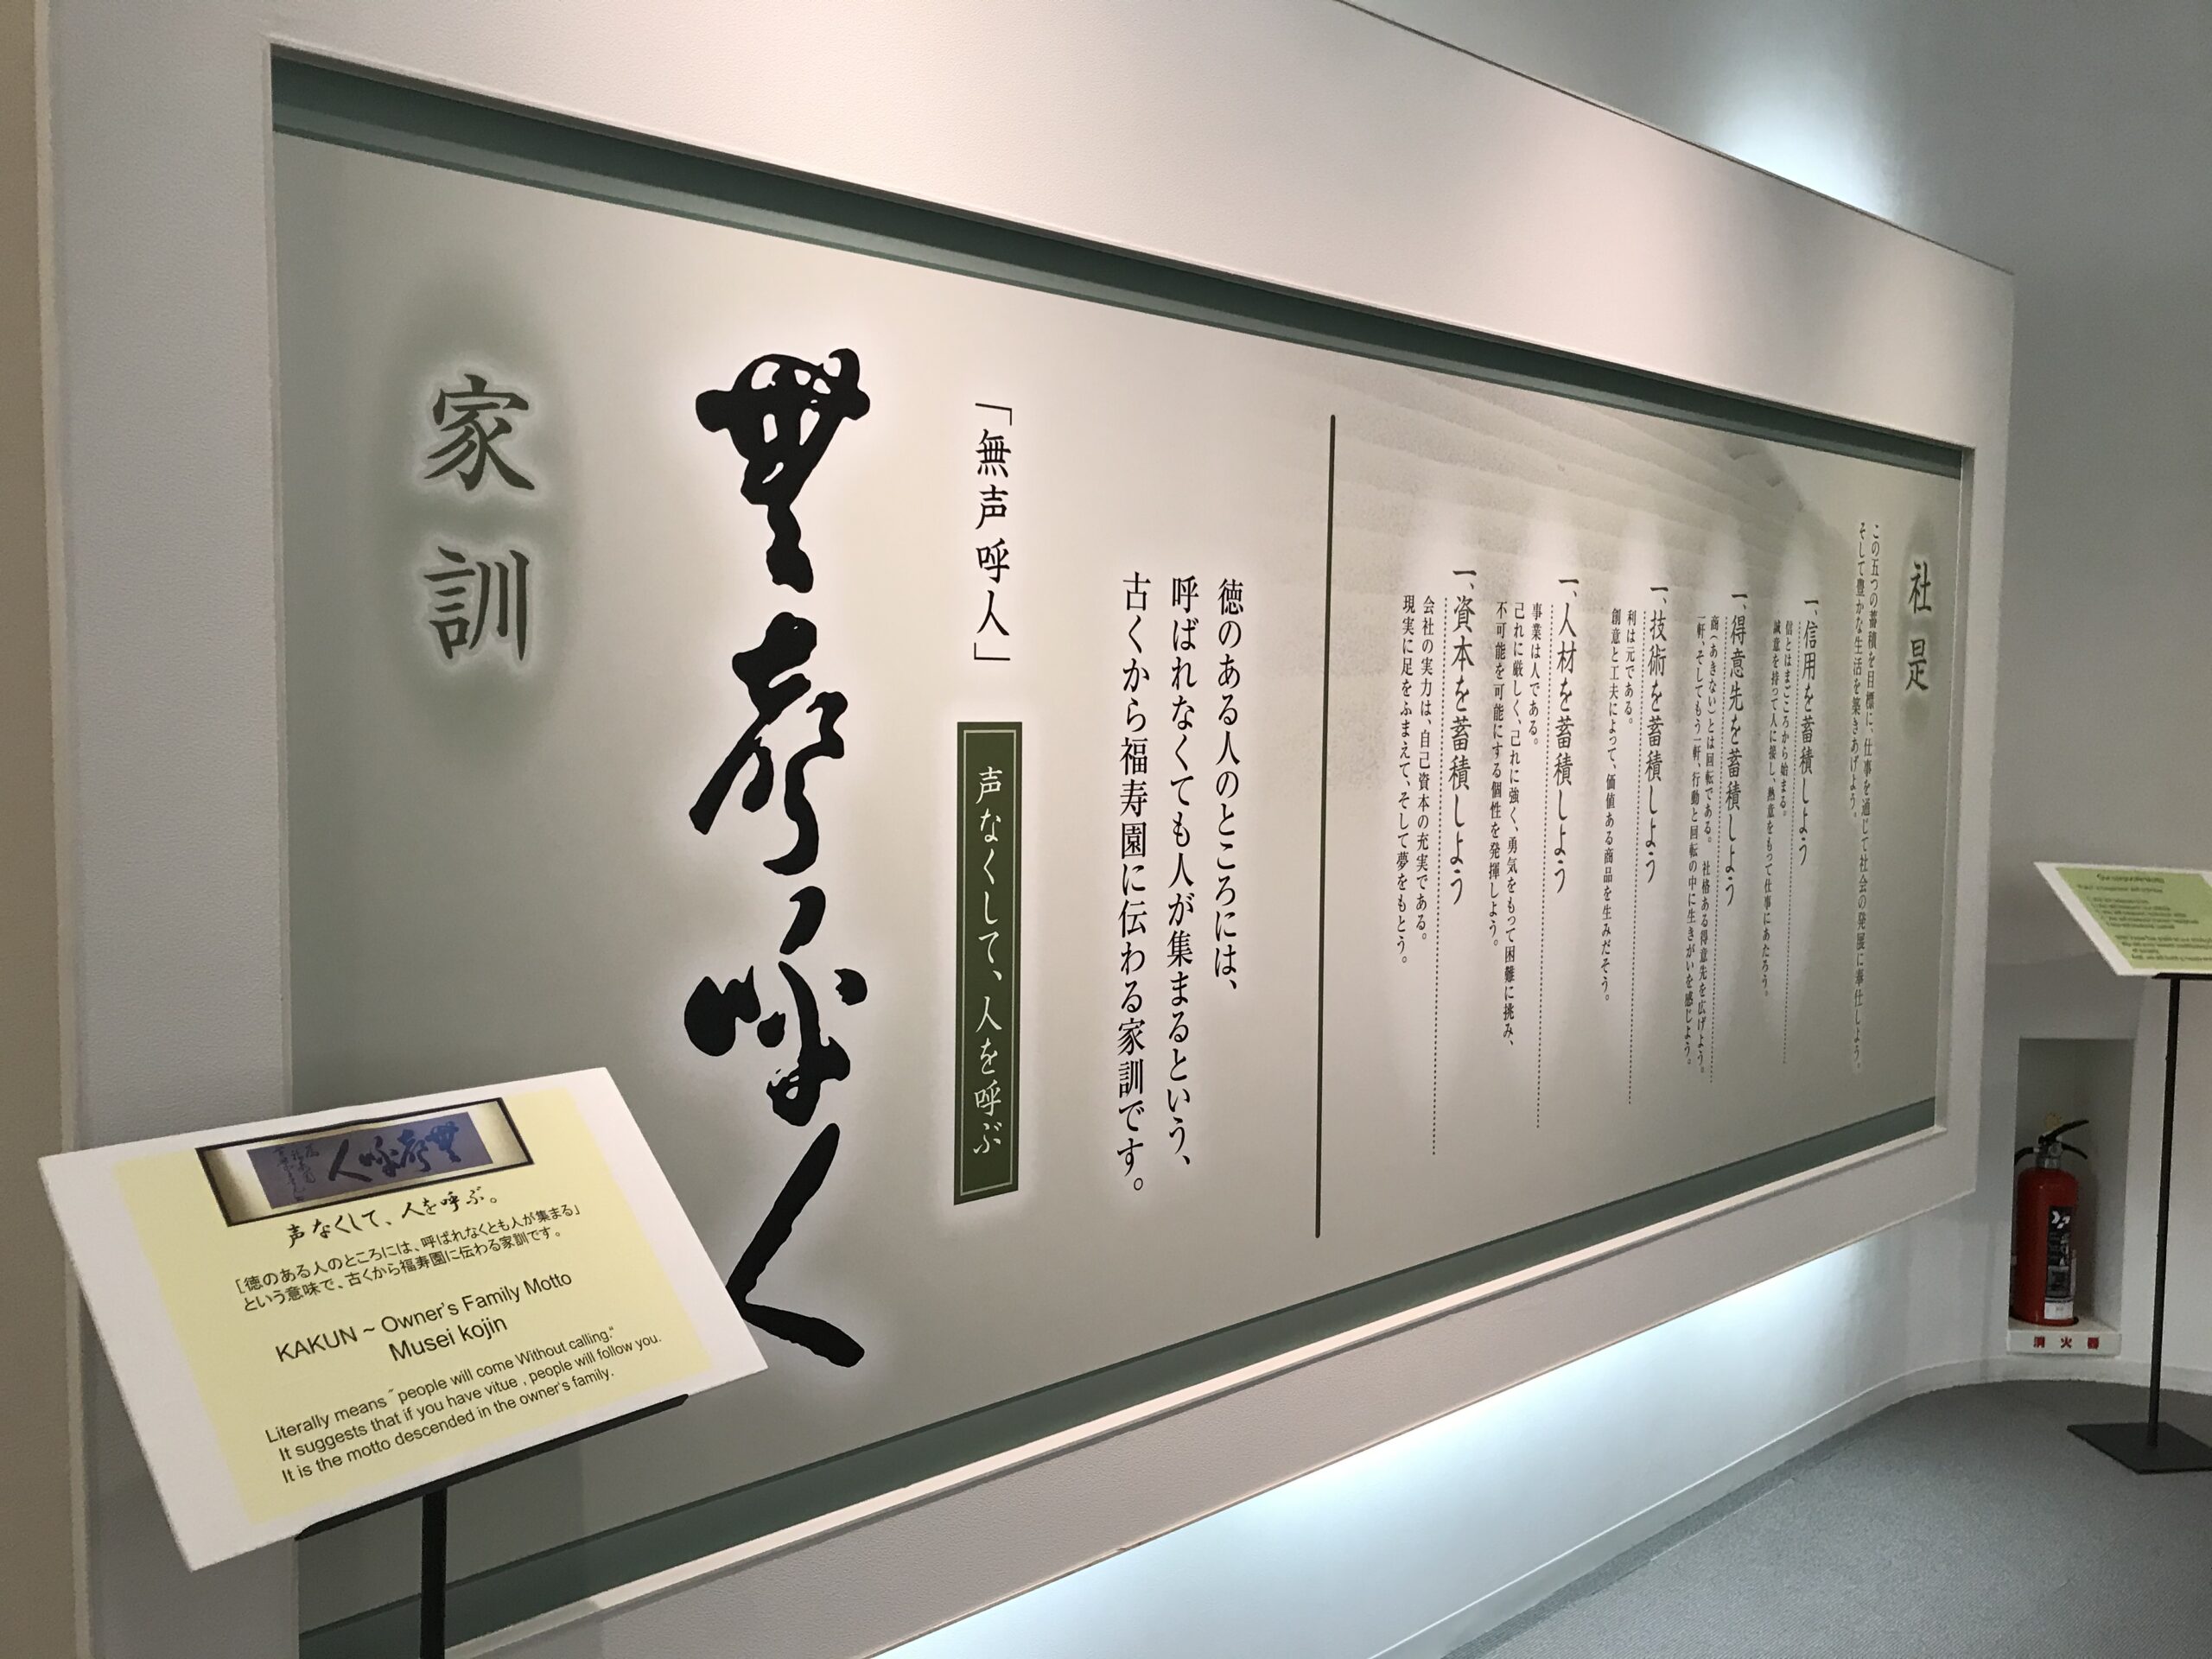 社是
この五つの蓄積を目標に、仕事を通じて社会の発展に奉仕しよう。
そして豊かな生活を築きあげよう。
一、信用を蓄積しよう
信とはまごころから始まる。
誠意を持って人に接し、熱意をもって仕事にあたろう。
一、得意先を蓄積しよう
商(あきない)とは回転である。 社格ある得意先を広げよう。
一軒、そしてもう一軒、行動と回転の中に生きがいを感じよう。
一、技術を蓄積しよう
利は元である。
創意と工夫によって、価値ある商品を生みだそう。
一、人材を蓄積しよう
事業は人である。
己れに厳しく、己れに強く、勇気をもって困難に挑み、
不可能を可能にする個性を発揮しよう。
一、資本を蓄積しよう
会社の実力は、自己資本の充実である。
現実に足をふまえて、そして夢をもとう。
徳のある人のところには、
呼ばれなくても人が集まるという、
古くから福寿園に伝わる家訓です。
「無声呼人」
声なくして、人を呼ぶ
無聲呼人
家訓
無聲呼人
声なくして、人を呼ぶ。
「徳のある人のところには、呼ばれなくとも人が集まる」
という意味で、古くから福寿園に伝わる家訓です。
KAKUN ~ Owner's Family Motto
Musei kojin
Literally means ˝people will come Without calling.“
It suggests that if you have vitue , people will follow you.
It is the motto descended in the owner's family.
消火器